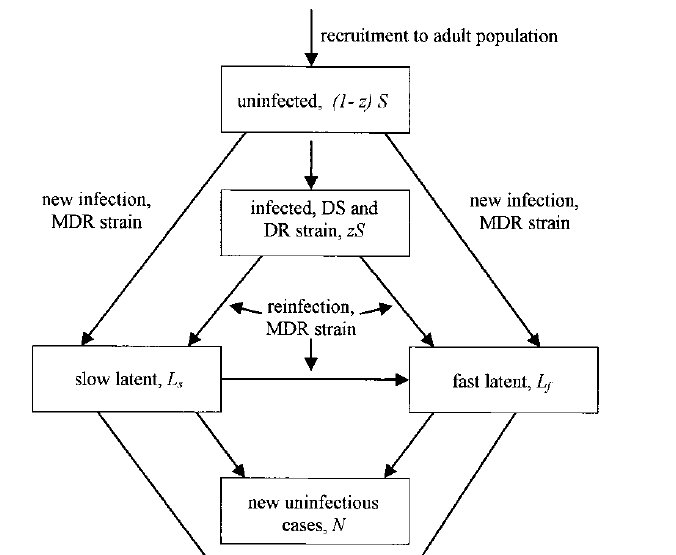 recruitment to adult population
uninfected, (1- z) S
new infection,
MDR strain
new infection,
MDR strain
infected, DS and
DR strain, zS
reinfection,
MDR strain
slow latent, Ls
fast latent, Lf
new uninfectious
cases, N